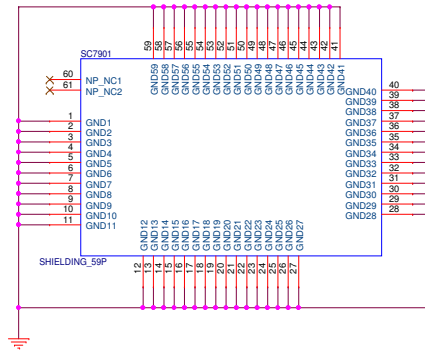 59 58 57 56 55 54 53 52 51 50 49 48 47 46 45 44 43 42 41
SC7901
GND59 GND58 GND57 GND56 GND55 GND54 GND53 GND52 GND51 GND50 GND49 GND48 GND47 GND46 GND45 GND44 GND43 GND42 GND41
60 NP_NC1
61 NP_NC2
GND40 40
GND39 39
GND38 38
GND37 37
GND36 36
GND35 35
GND34 34
GND33 33
GND32 32
GND31 31
GND30 30
GND29 29
GND28 28
1 GND1
2 GND2
3 GND3
4 GND4
5 GND5
6 GND6
7 GND7
8 GND8
9 GND9
10 GND10
11 GND11
GND12 GND13 GND14 GND15 GND16 GND17 GND18 GND19 GND20 GND21 GND22 GND23 GND24 GND25 GND26 GND27
SHIELDING_59P
12 13 14 15 16 17 18 19 20 21 22 23 24 25 26 27